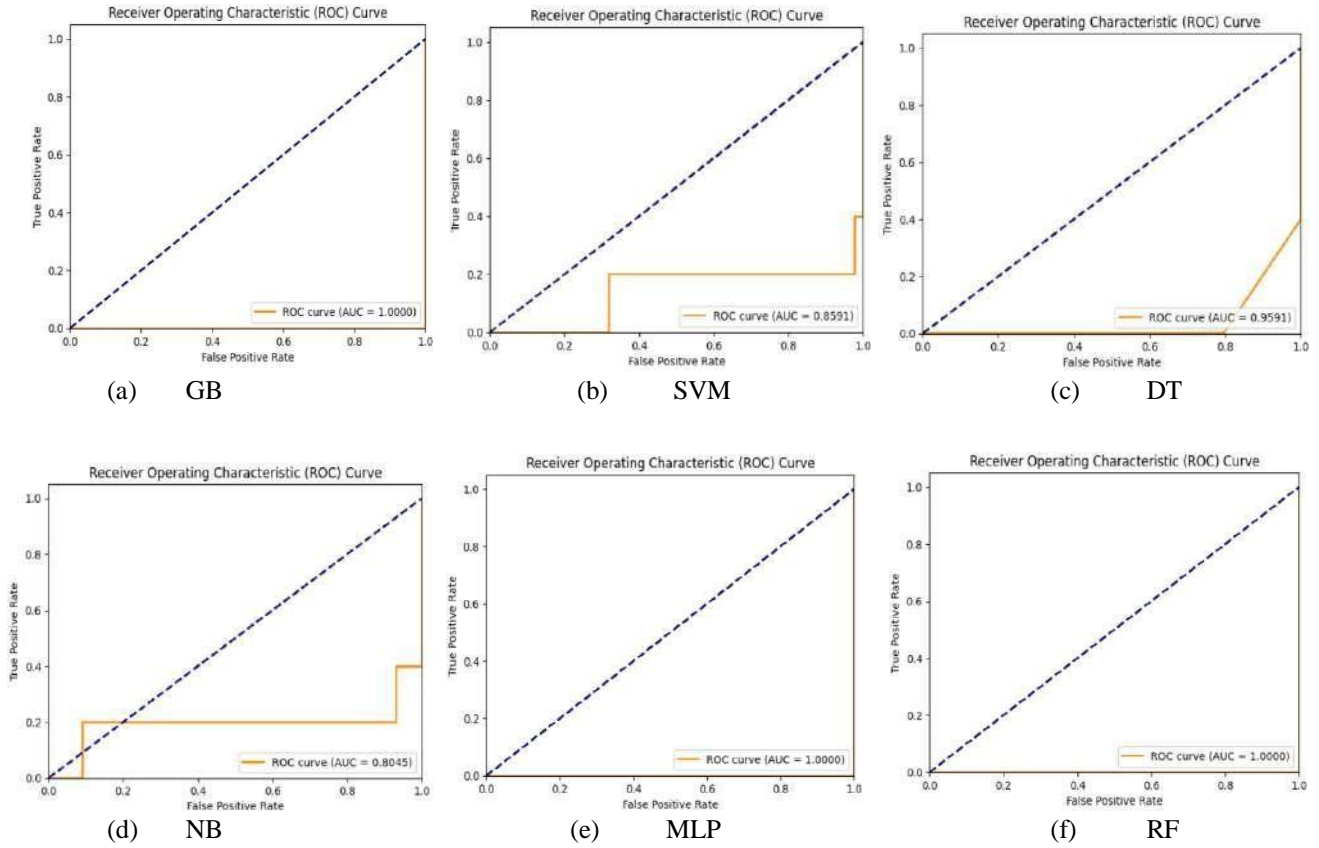 Receiver Operating Characteristic (ROC) Curve
1.0
0.8
0.6
0.4
0.2
0.0
True Positive Rate
ROC curve (AUC = 1.0000)
0.0 0.2 0.4 0.6 0.8 1.0
False Positive Rate
(a) GB
Receiver Operating Characteristic (ROC) Curve
1.0
0.8
0.6
0.4
0.2
0.0
True Positive Rate
ROC curve (AUC = 0.8591)
0.0 0.2 0.4 0.6 0.8 1.0
False Positive Rate
(b) SVM
Receiver Operating Characteristic (ROC) Curve
1.0
0.8
0.6
0.4
0.2
0.0
True Positive Rate
ROC curve (AUC = 0.9591)
0.0 0.2 0.4 0.6 0.8 1.0
False Positive Rate
(c) DT
Receiver Operating Characteristic (ROC) Curve
1.0
0.8
0.6
0.4
0.2
0.0
True Positive Rate
ROC curve (AUC = 0.8045)
0.0 0.2 0.4 0.6 0.8 1.0
False Positive Rate
(d) NB
Receiver Operating Characteristic (ROC) Curve
1.0
0.8
0.6
0.4
0.2
0.0
True Positive Rate
ROC curve (AUC = 1.0000)
0.0 0.2 0.4 0.6 0.8 1.0
False Positive Rate
(e) MLP
Receiver Operating Characteristic (ROC) Curve
1.0
0.8
0.6
0.4
0.2
0.0
True Positive Rate
ROC curve (AUC = 1.0000)
0.0 0.2 0.4 0.6 0.8 1.0
False Positive Rate
(f) RF